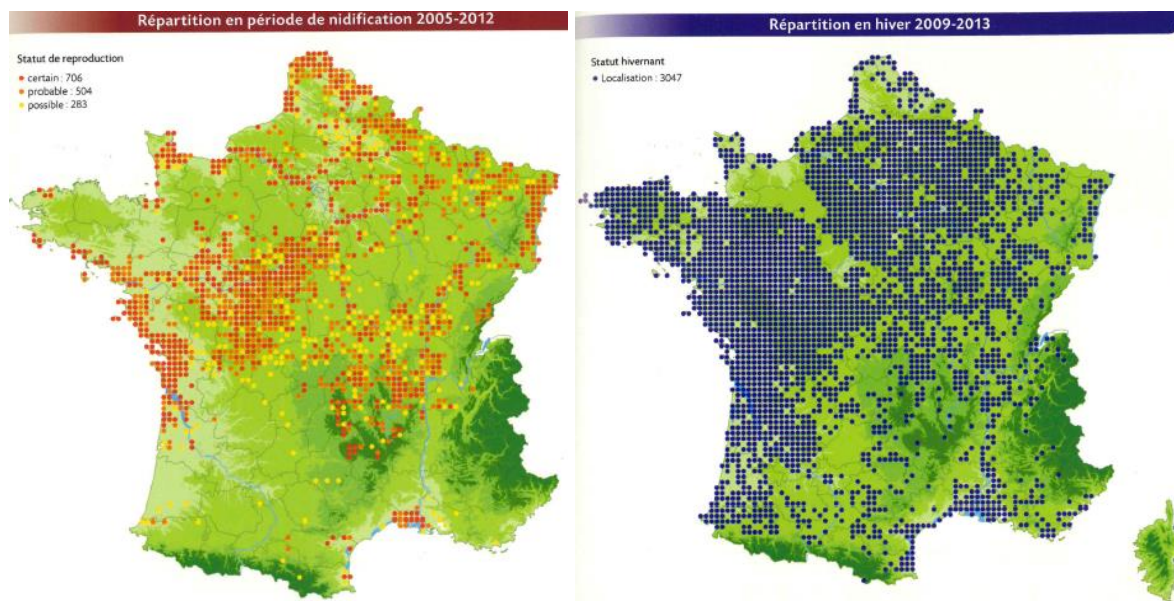 Répartition en période de nidification 2005-2012
Statut de reproduction
certain : 706
probable : 504
possible : 283
Répartition en hiver 2009-2013
Statut hivernant
Localisation : 3047